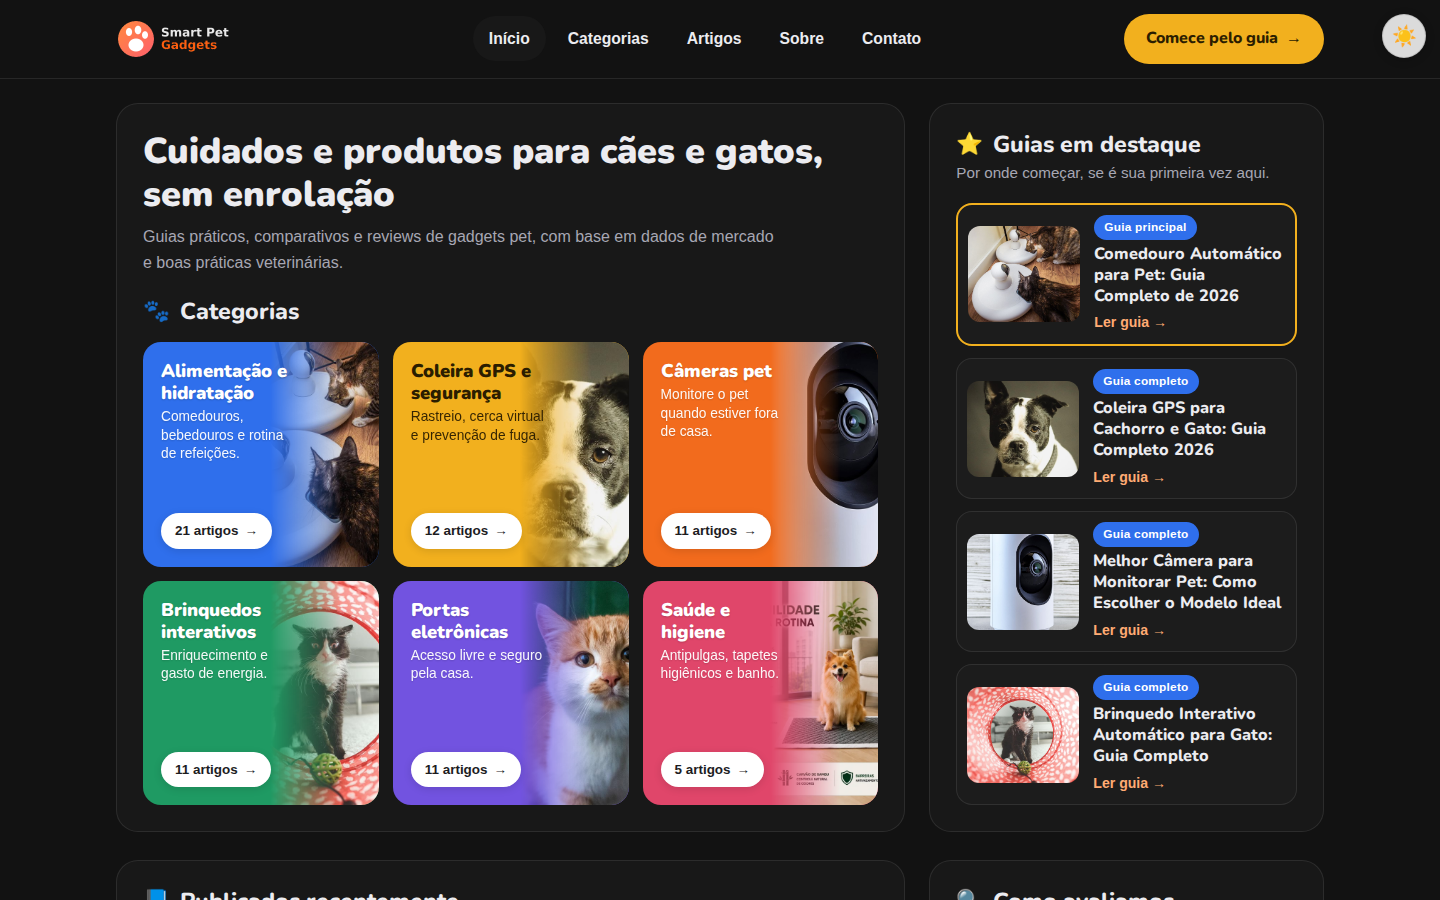 Smart Pet
Gadgets
Início
Categorias
Artigos
Sobre
Contato
Comece pelo guia →
Cuidados e produtos para cães e gatos,
sem enrolação
Guias práticos, comparativos e reviews de gadgets pet, com base em dados de mercado
e boas práticas veterinárias.
Categorias
Alimentação e
hidratação
Comedouros,
bebedouros e rotina
de refeições.
21 artigos →
Coleira GPS e
segurança
Rastreio, cerca virtual
e prevenção de fuga.
12 artigos →
Câmeras pet
Monitore o pet
quando estiver fora
de casa.
11 artigos →
Brinquedos
interativos
Enriquecimento e
gasto de energia.
11 artigos →
Portas
eletrônicas
Acesso livre e seguro
pela casa.
11 artigos →
Saúde e
higiene
Antipulgas, tapetes
higiênicos e banho.
5 artigos →
ROTINA
Guias em destaque
Por onde começar, se é sua primeira vez aqui.
Guia principal
Comedouro Automático
para Pet: Guia
Completo de 2026
Ler guia →
Guia completo
Coleira GPS para
Cachorro e Gato: Guia
Completo 2026
Ler guia →
Guia completo
Melhor Câmera para
Monitorar Pet: Como
Escolher o Modelo Ideal
Ler guia →
Guia completo
Brinquedo Interativo
Automático para Gato:
Guia Completo
Ler guia →
Publicados recentemente
Como avaliamos